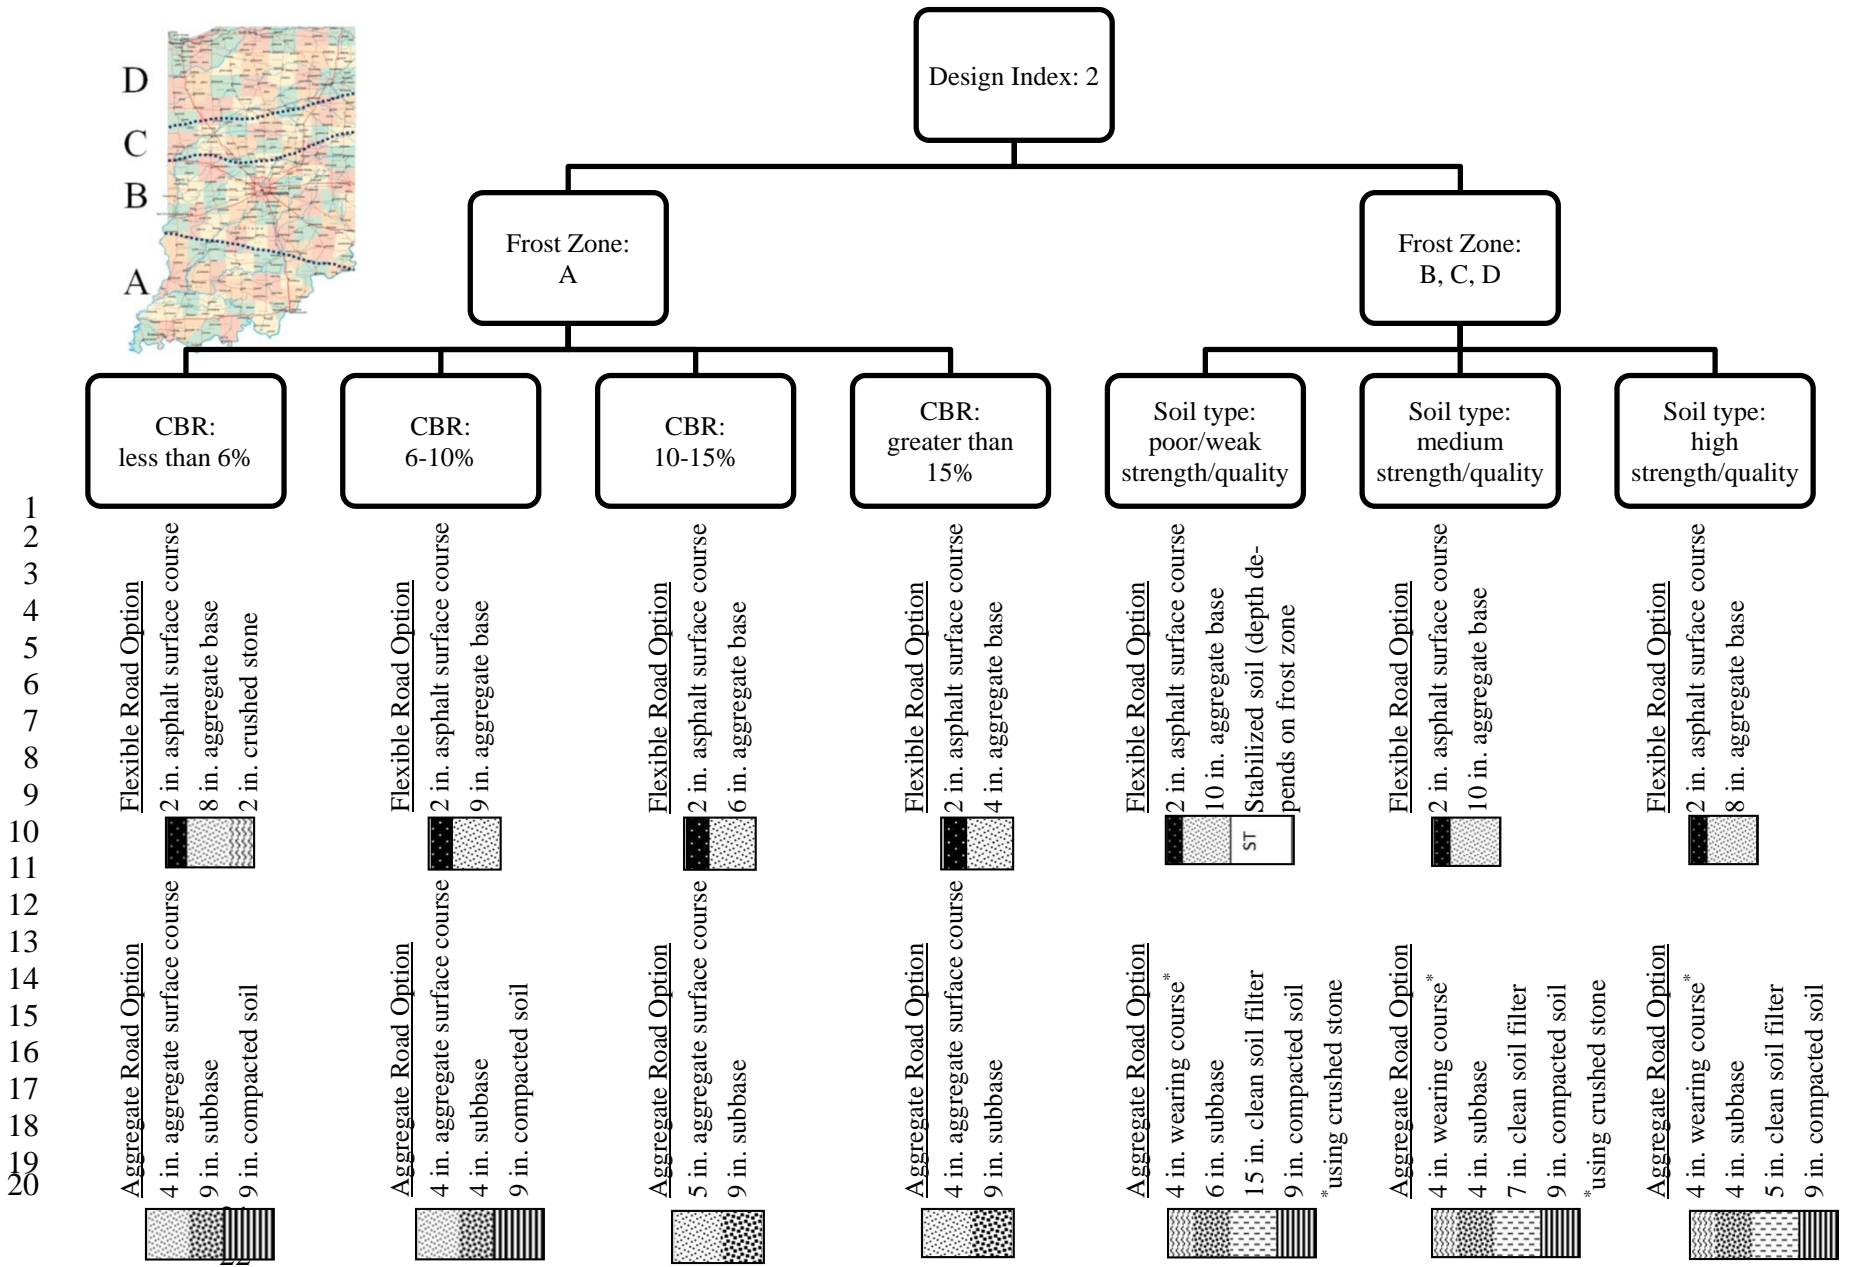 D
C
B
A
Design Index: 2
Frost Zone:
A
Frost Zone:
B, C, D
CBR:
less than 6%
CBR:
6-10%
CBR:
10-15%
CBR:
greater than
15%
Soil type:
poor/weak
strength/quality
Soil type:
medium
strength/quality
Soil type:
high
strength/quality
1
2
3
4
5
6
7
8
9
10
11
12
13
14
15
16
17
18
19
20
22
Flexible Road Option
2 in. asphalt surface course
8 in. aggregate base
2 in. crushed stone
Flexible Road Option
2 in. asphalt surface course
9 in. aggregate base
Flexible Road Option
2 in. asphalt surface course
6 in. aggregate base
Flexible Road Option
2 in. asphalt surface course
4 in. aggregate base
Flexible Road Option
2 in. asphalt surface course
10 in. aggregate base
Stabilized soil (depth de-
pends on frost zone
ST
Flexible Road Option
2 in. asphalt surface course
10 in. aggregate base
Flexible Road Option
2 in. asphalt surface course
8 in. aggregate base
Aggregate Road Option
4 in. aggregate surface course
9 in. subbase
9 in. compacted soil
Aggregate Road Option
4 in. aggregate surface course
4 in. subbase
9 in. compacted soil
Aggregate Road Option
5 in. aggregate surface course
9 in. subbase
Aggregate Road Option
4 in. aggregate surface course
9 in. subbase
Aggregate Road Option
4 in. wearing course*
6 in. subbase
15 in. clean soil filter
9 in. compacted soil
*using crushed stone
Aggregate Road Option
4 in. wearing course*
4 in. subbase
7 in. clean soil filter
9 in. compacted soil
*using crushed stone
Aggregate Road Option
4 in. wearing course*
4 in. subbase
5 in. clean soil filter
9 in. compacted soil